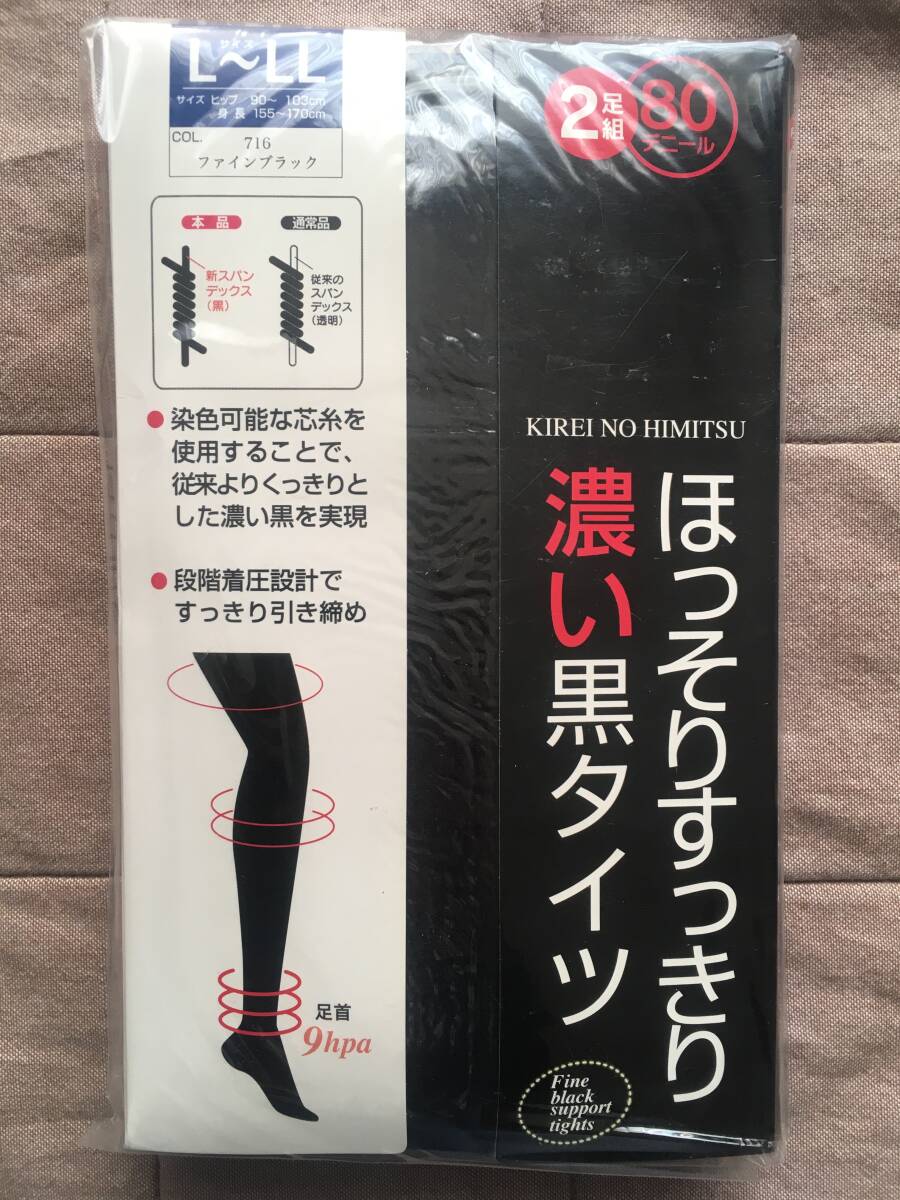 サイズ
L~LL
サイズ ヒップ 90~ 103cm
身長 155~170cm
COL. 716
ファインブラック
本品
通常品
新スパン
デックス
(黒)
従来の
スパン
デックス
(透明)
●染色可能な芯糸を
使用することで、
従来よりくっきりと
した濃い黒を実現
●段階着圧設計で
すっきり引き締め
足首
9hpa
2足組
80
デニール
KIREI NO HIMITSU
ほっそりすっきり
濃い黒タイツ
Fine
black
support
tights